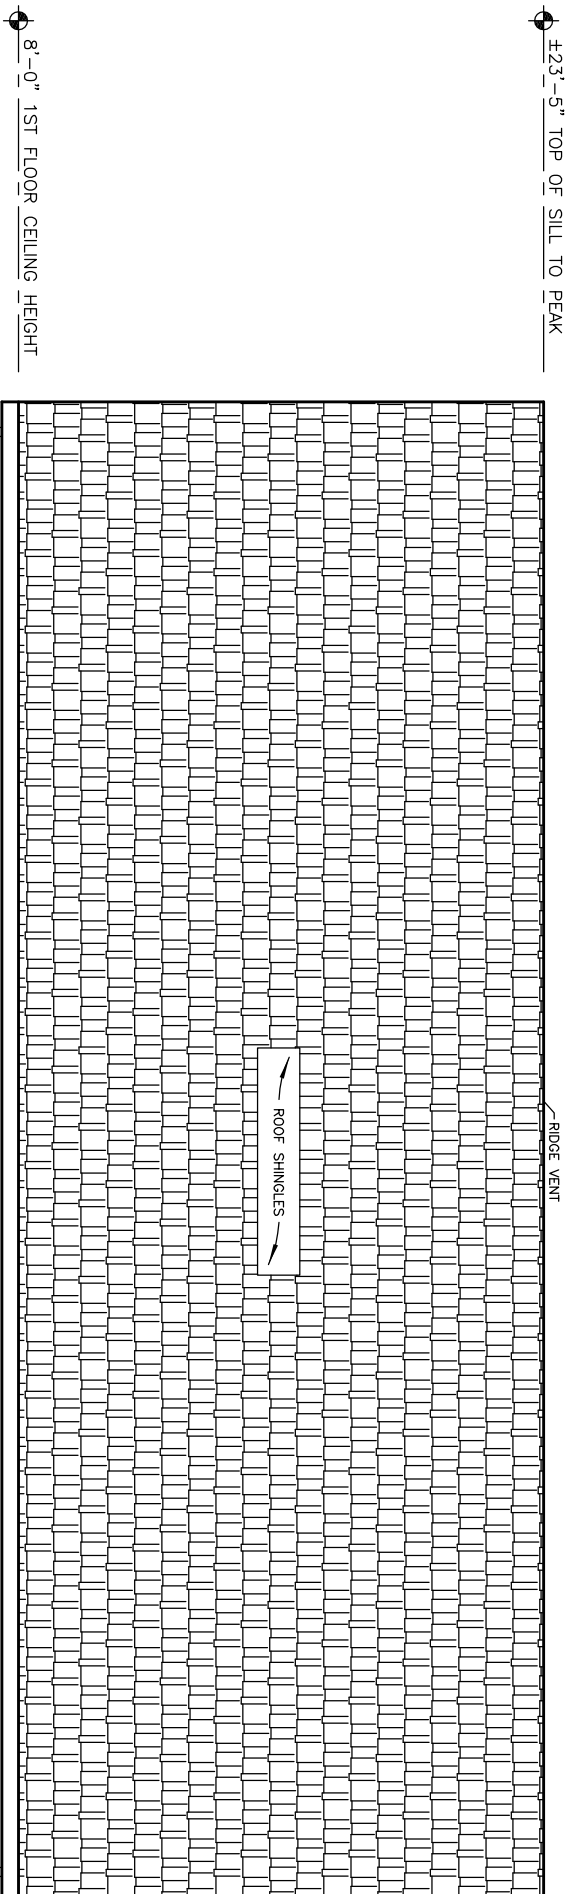 ±23'-5" TOP OF SILL TO PEAK
RIDGE VENT
ROOF SHINGLES
8'-0" 1ST FLOOR CEILING HEIGHT